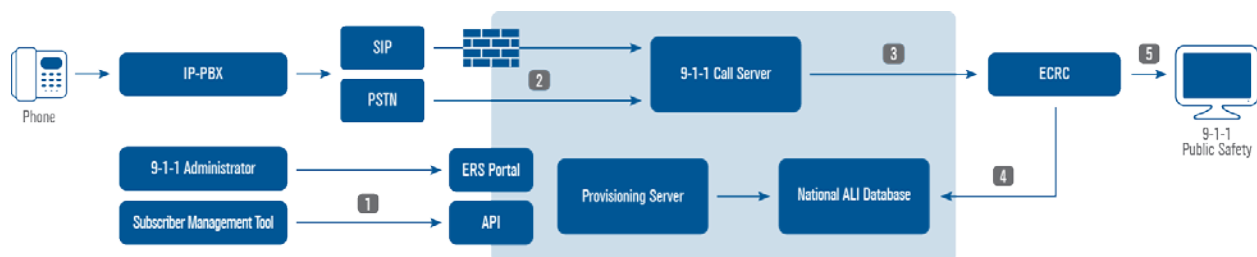 Phone
IP-PBX
SIP
PSTN
2
9-1-1 Call Server
3
ECRC
5
9-1-1
Public Safety
9-1-1 Administrator
ERS Portal
Subscriber Management Tool
1
API
Provisioning Server
National ALI Database
4